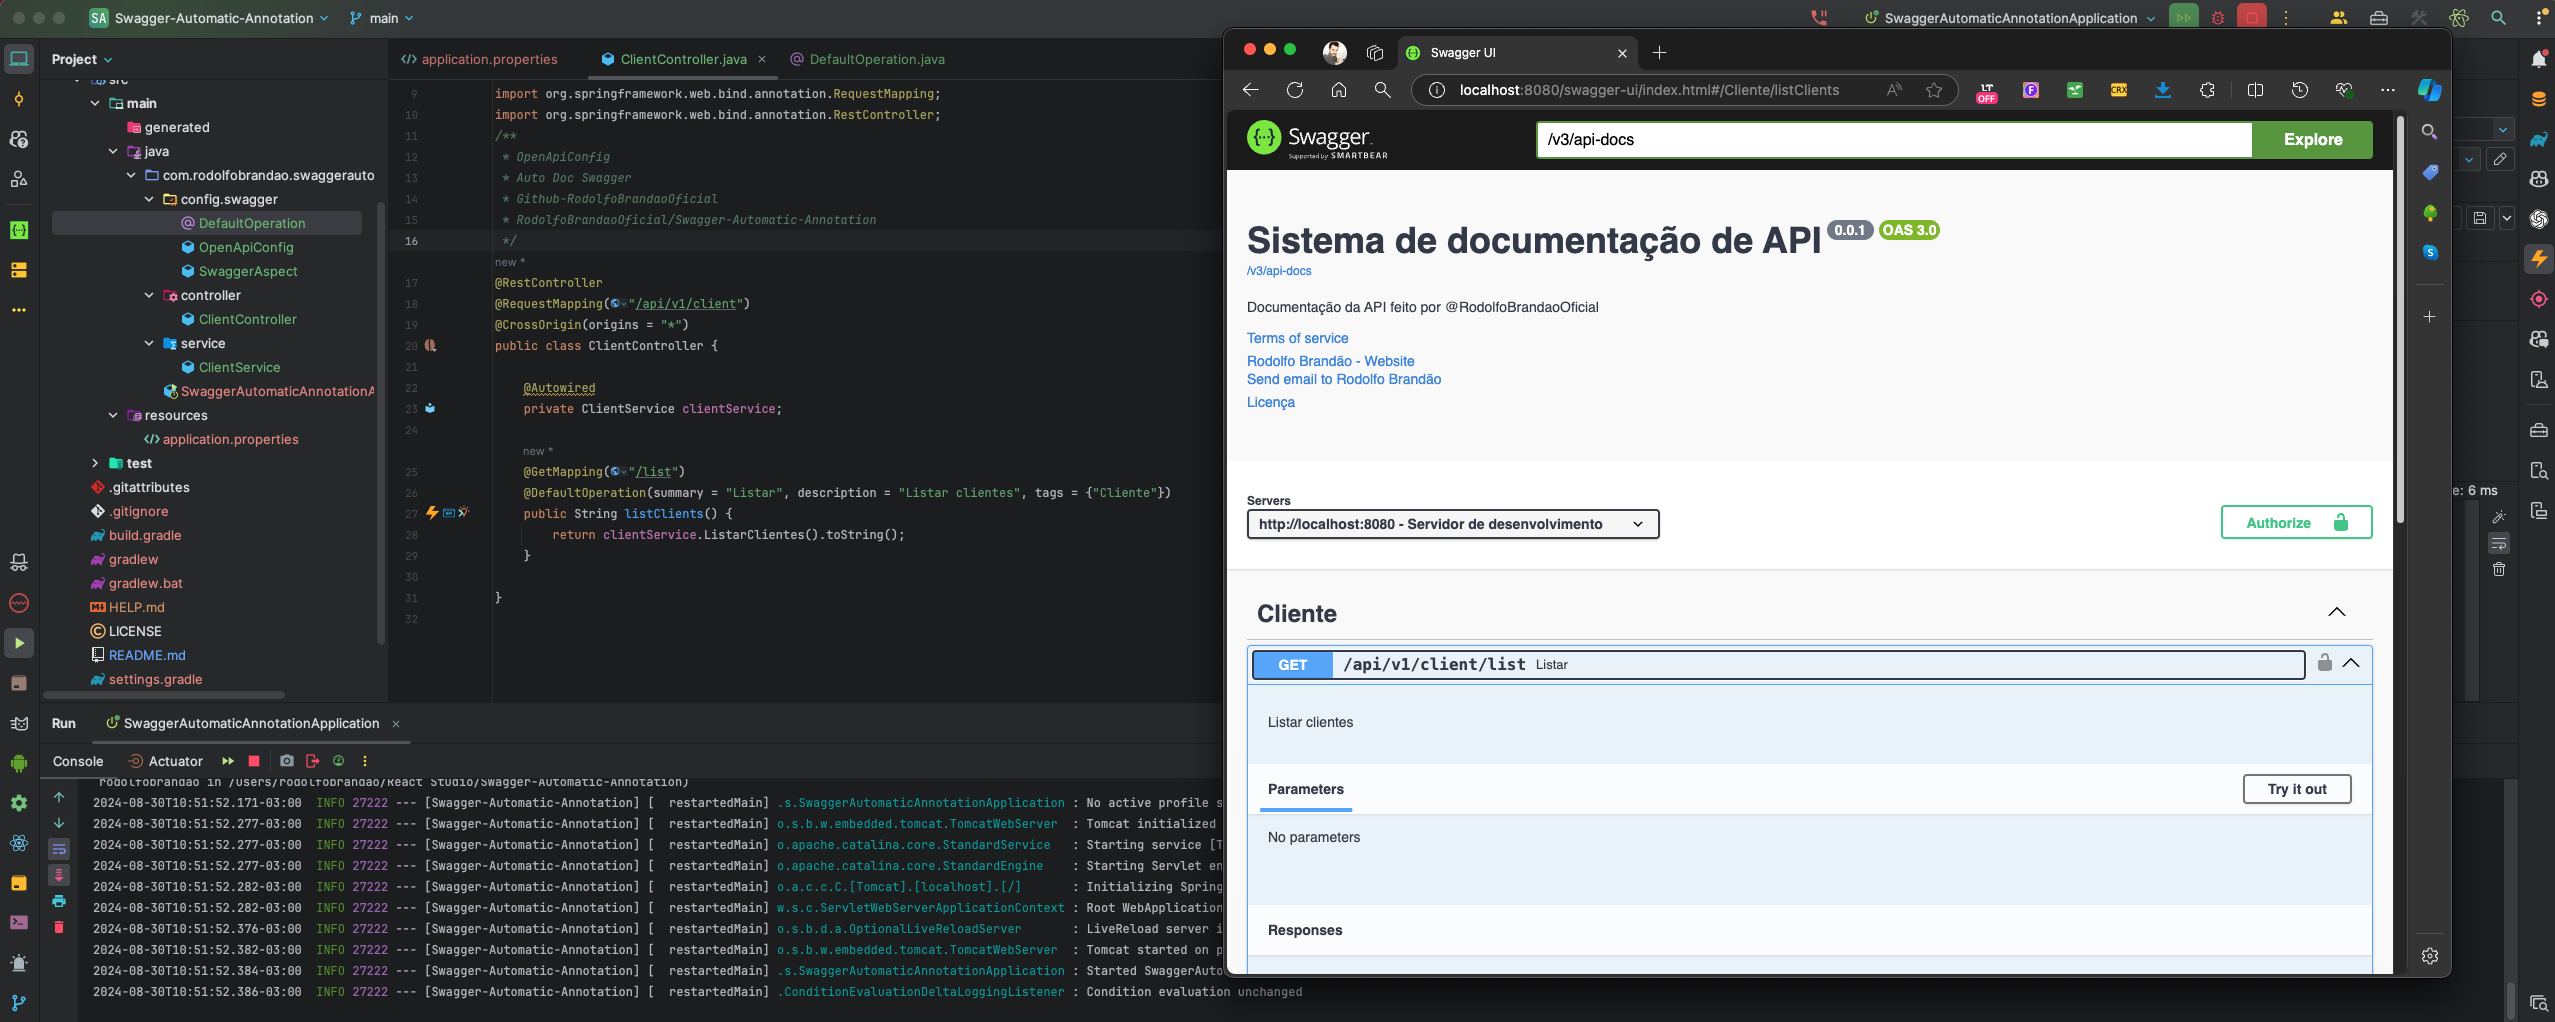 SA Swagger-Automatic-Annotation main
SwaggerAutomaticAnnotationApplication
Project
src
main
generated
java
com.rodolfobrandao.swaggerauto
config.swagger
DefaultOperation
OpenApiConfig
SwaggerAspect
controller
ClientController
service
ClientService
SwaggerAutomaticAnnotationA
resources
application.properties
test
.gitattributes
.gitignore
build.gradle
gradlew
gradlew.bat
HELP.md
LICENSE
README.md
settings.gradle
application.properties ClientController.java DefaultOperation.java
9 import org.springframework.web.bind.annotation.RequestMapping;
10 import org.springframework.web.bind.annotation.RestController;
11 /**
12 * OpenApiConfig
13 * Auto Doc Swagger
14 * Github-RodolfoBrandaoOficial
15 * RodolfoBrandaoOficial/Swagger-Automatic-Annotation
16 */
new *
17 @RestController
18 @RequestMapping("/api/v1/client")
19 @CrossOrigin(origins = "*")
20 public class ClientController {
21
22 @Autowired
23 private ClientService clientService;
24
new *
25 @GetMapping("/list")
26 @DefaultOperation(summary = "Listar", description = "Listar clientes", tags = {"Cliente"})
27 public String listClients() {
28 return clientService.ListarClientes().toString();
29 }
30
31 }
32
Run SwaggerAutomaticAnnotationApplication
Console Actuator
rodolfobrandao in /Users/rodolfobrandao/React Studio/Swagger-Automatic-Annotation)
2024-08-30T10:51:52.171-03:00 INFO 27222 --- [Swagger-Automatic-Annotation] [ restartedMain] .s.SwaggerAutomaticAnnotationApplication : No active profile s
2024-08-30T10:51:52.277-03:00 INFO 27222 --- [Swagger-Automatic-Annotation] [ restartedMain] o.s.b.w.embedded.tomcat.TomcatWebServer : Tomcat initialized
2024-08-30T10:51:52.277-03:00 INFO 27222 --- [Swagger-Automatic-Annotation] [ restartedMain] o.apache.catalina.core.StandardService : Starting service [T
2024-08-30T10:51:52.277-03:00 INFO 27222 --- [Swagger-Automatic-Annotation] [ restartedMain] o.apache.catalina.core.StandardEngine : Starting Servlet en
2024-08-30T10:51:52.282-03:00 INFO 27222 --- [Swagger-Automatic-Annotation] [ restartedMain] o.a.c.c.C.[Tomcat].[localhost].[/] : Initializing Spring
2024-08-30T10:51:52.282-03:00 INFO 27222 --- [Swagger-Automatic-Annotation] [ restartedMain] w.s.c.ServletWebServerApplicationContext : Root WebApplication
2024-08-30T10:51:52.376-03:00 INFO 27222 --- [Swagger-Automatic-Annotation] [ restartedMain] o.s.b.d.a.OptionalLiveReloadServer : LiveReload server i
2024-08-30T10:51:52.382-03:00 INFO 27222 --- [Swagger-Automatic-Annotation] [ restartedMain] o.s.b.w.embedded.tomcat.TomcatWebServer : Tomcat started on p
2024-08-30T10:51:52.384-03:00 INFO 27222 --- [Swagger-Automatic-Annotation] [ restartedMain] .s.SwaggerAutomaticAnnotationApplication : Started SwaggerAuto
2024-08-30T10:51:52.386-03:00 INFO 27222 --- [Swagger-Automatic-Annotation] [ restartedMain] .ConditionEvaluationDeltaLoggingListener : Condition evaluation unchanged
Swagger UI
localhost:8080/swagger-ui/index.html#/Cliente/listClients
LT OFF
CRX
Swagger
Supported by SMARTBEAR
/v3/api-docs
Explore
Sistema de documentação de API 0.0.1 OAS 3.0
/v3/api-docs
Documentação da API feito por @RodolfoBrandaoOficial
Terms of service
Rodolfo Brandão - Website
Send email to Rodolfo Brandão
Licença
Servers
http://localhost:8080 - Servidor de desenvolvimento
Authorize
Cliente
GET /api/v1/client/list Listar
Listar clientes
Parameters
Try it out
No parameters
Responses
e: 6 ms